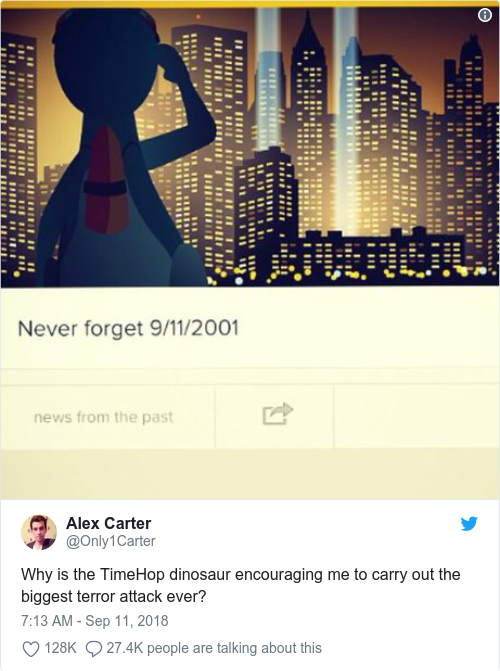 Never forget 9/11/2001
news from the past
Alex Carter
@Only1Carter
Why is the TimeHop dinosaur encouraging me to carry out the
biggest terror attack ever?
7:13 AM - Sep 11, 2018
128K 27.4K people are talking about this